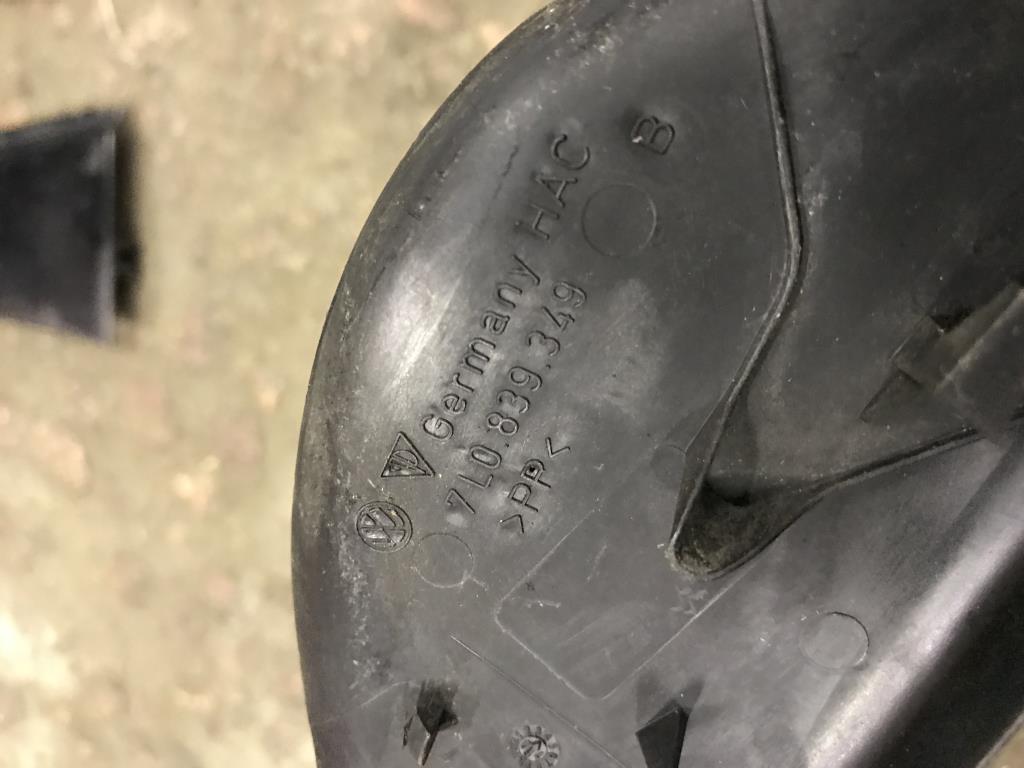 B
Germany HAC
7L0.839.349
>PP<